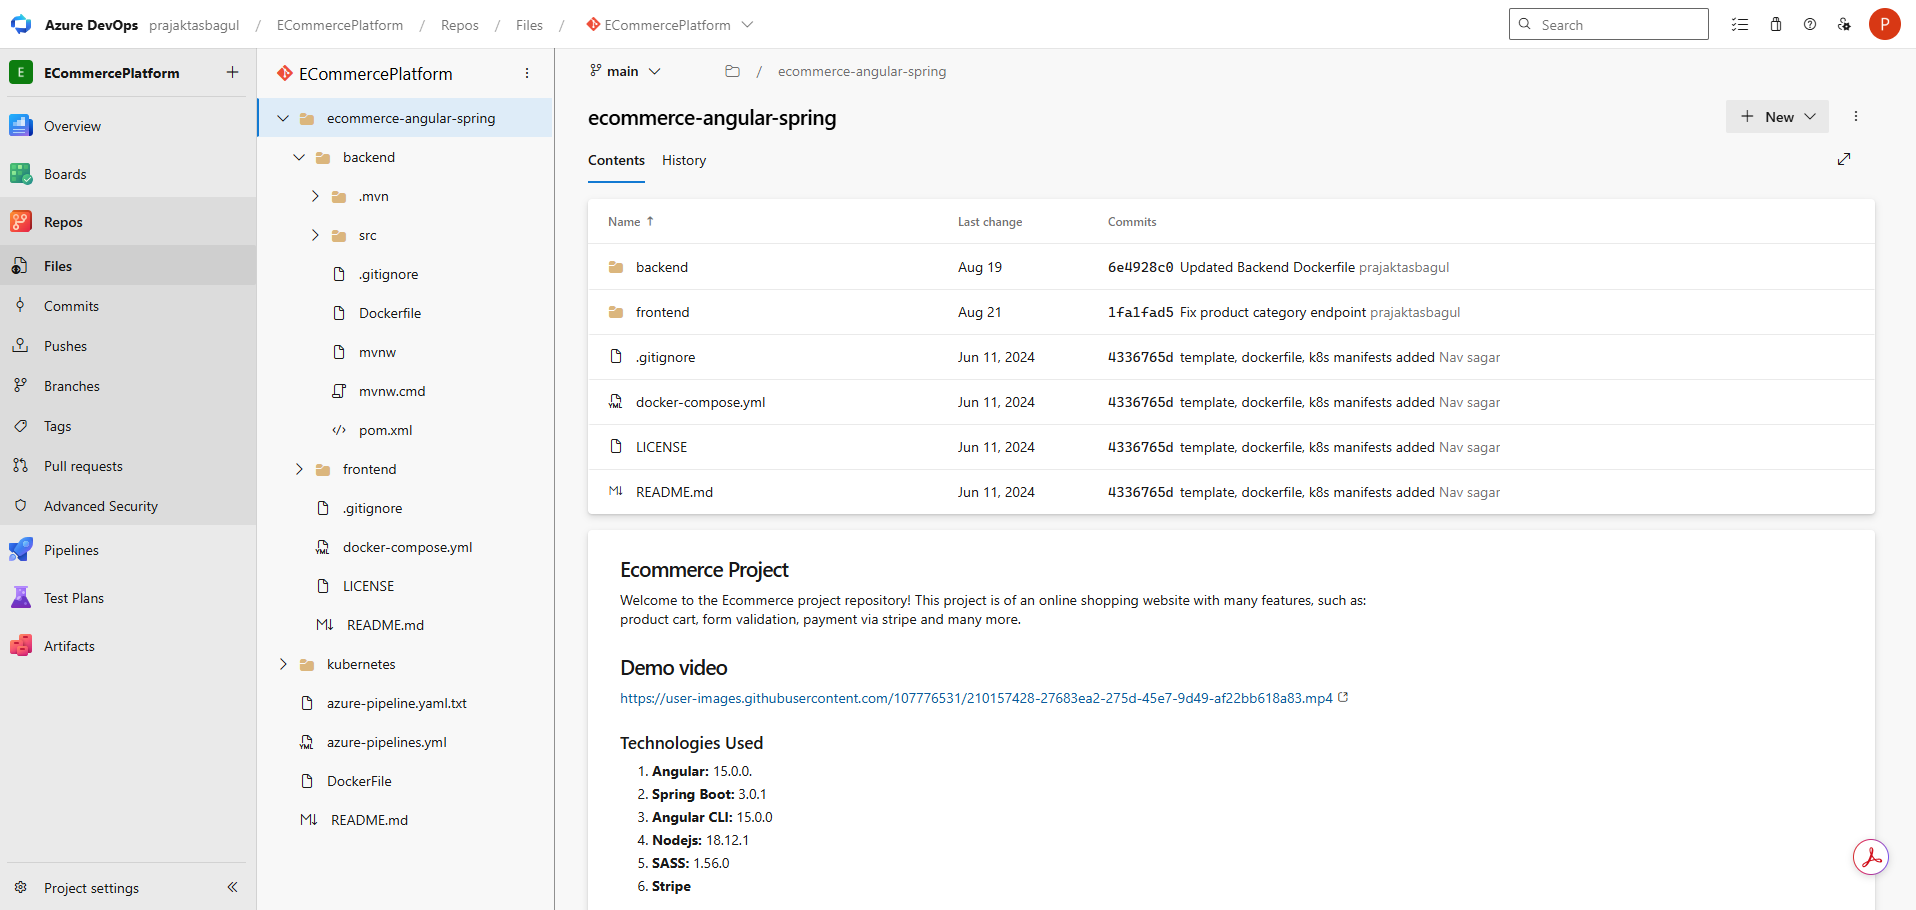 Azure DevOps prajaktasbagul / ECommercePlatform / Repos / Files / ECommercePlatform
Search
P
E ECommercePlatform
Overview
Boards
Repos
Files
Commits
Pushes
Branches
Tags
Pull requests
Advanced Security
Pipelines
Test Plans
Artifacts
Project settings
ECommercePlatform
ecommerce-angular-spring
backend
.mvn
src
.gitignore
Dockerfile
mvnw
mvnw.cmd
pom.xml
frontend
.gitignore
YML docker-compose.yml
LICENSE
README.md
kubernetes
azure-pipeline.yaml.txt
YML azure-pipelines.yml
DockerFile
README.md
main / ecommerce-angular-spring
ecommerce-angular-spring
New
Contents History
Name Last change Commits
backend Aug 19 6e4928c0 Updated Backend Dockerfile prajaktasbagul
frontend Aug 21 1fa1fad5 Fix product category endpoint prajaktasbagul
.gitignore Jun 11, 2024 4336765d template, dockerfile, k8s manifests added Nav sagar
YML docker-compose.yml Jun 11, 2024 4336765d template, dockerfile, k8s manifests added Nav sagar
LICENSE Jun 11, 2024 4336765d template, dockerfile, k8s manifests added Nav sagar
README.md Jun 11, 2024 4336765d template, dockerfile, k8s manifests added Nav sagar
Ecommerce Project
Welcome to the Ecommerce project repository! This project is of an online shopping website with many features, such as:
product cart, form validation, payment via stripe and many more.
Demo video
https://user-images.githubusercontent.com/107776531/210157428-27683ea2-275d-45e7-9d49-af22bb618a83.mp4
Technologies Used
1. Angular: 15.0.0.
2. Spring Boot: 3.0.1
3. Angular CLI: 15.0.0
4. Nodejs: 18.12.1
5. SASS: 1.56.0
6. Stripe